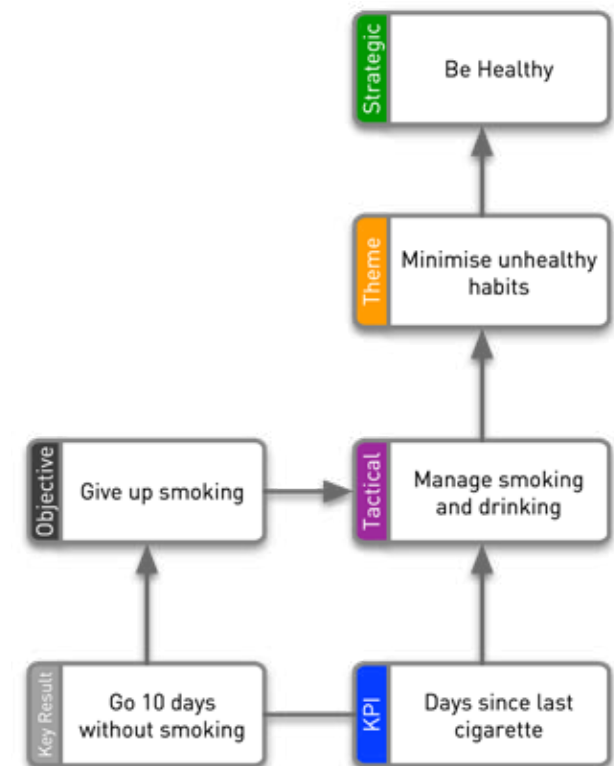 Strategic
Be Healthy
Theme
Minimise unhealthy
habits
Objective
Give up smoking
Tactical
Manage smoking
and drinking
Key Result
Go 10 days
without smoking
KPI
Days since last
cigarette